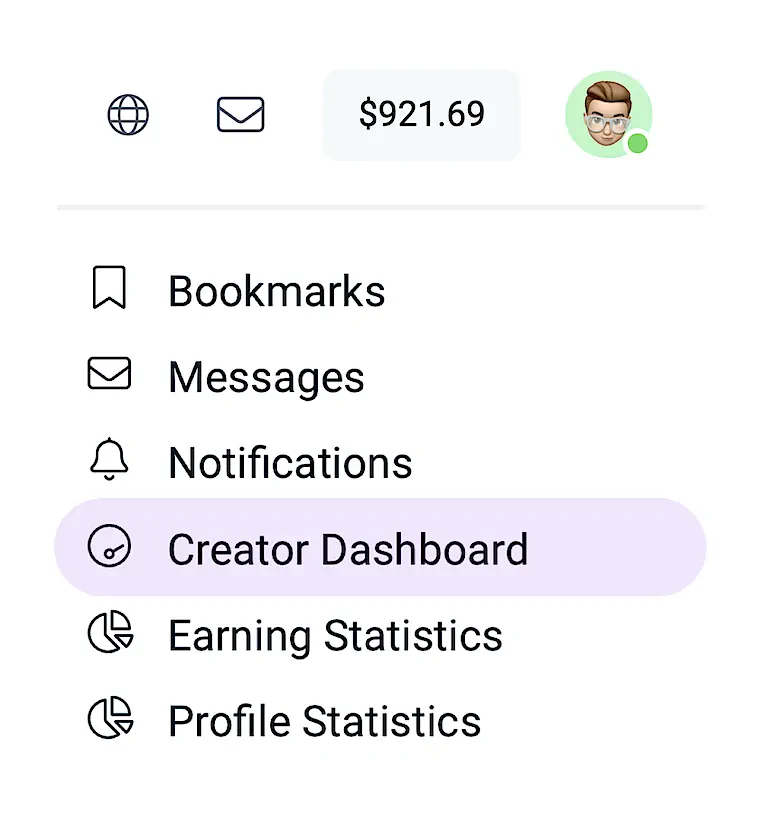 $921.69
Bookmarks
Messages
Notifications
Creator Dashboard
Earning Statistics
Profile Statistics